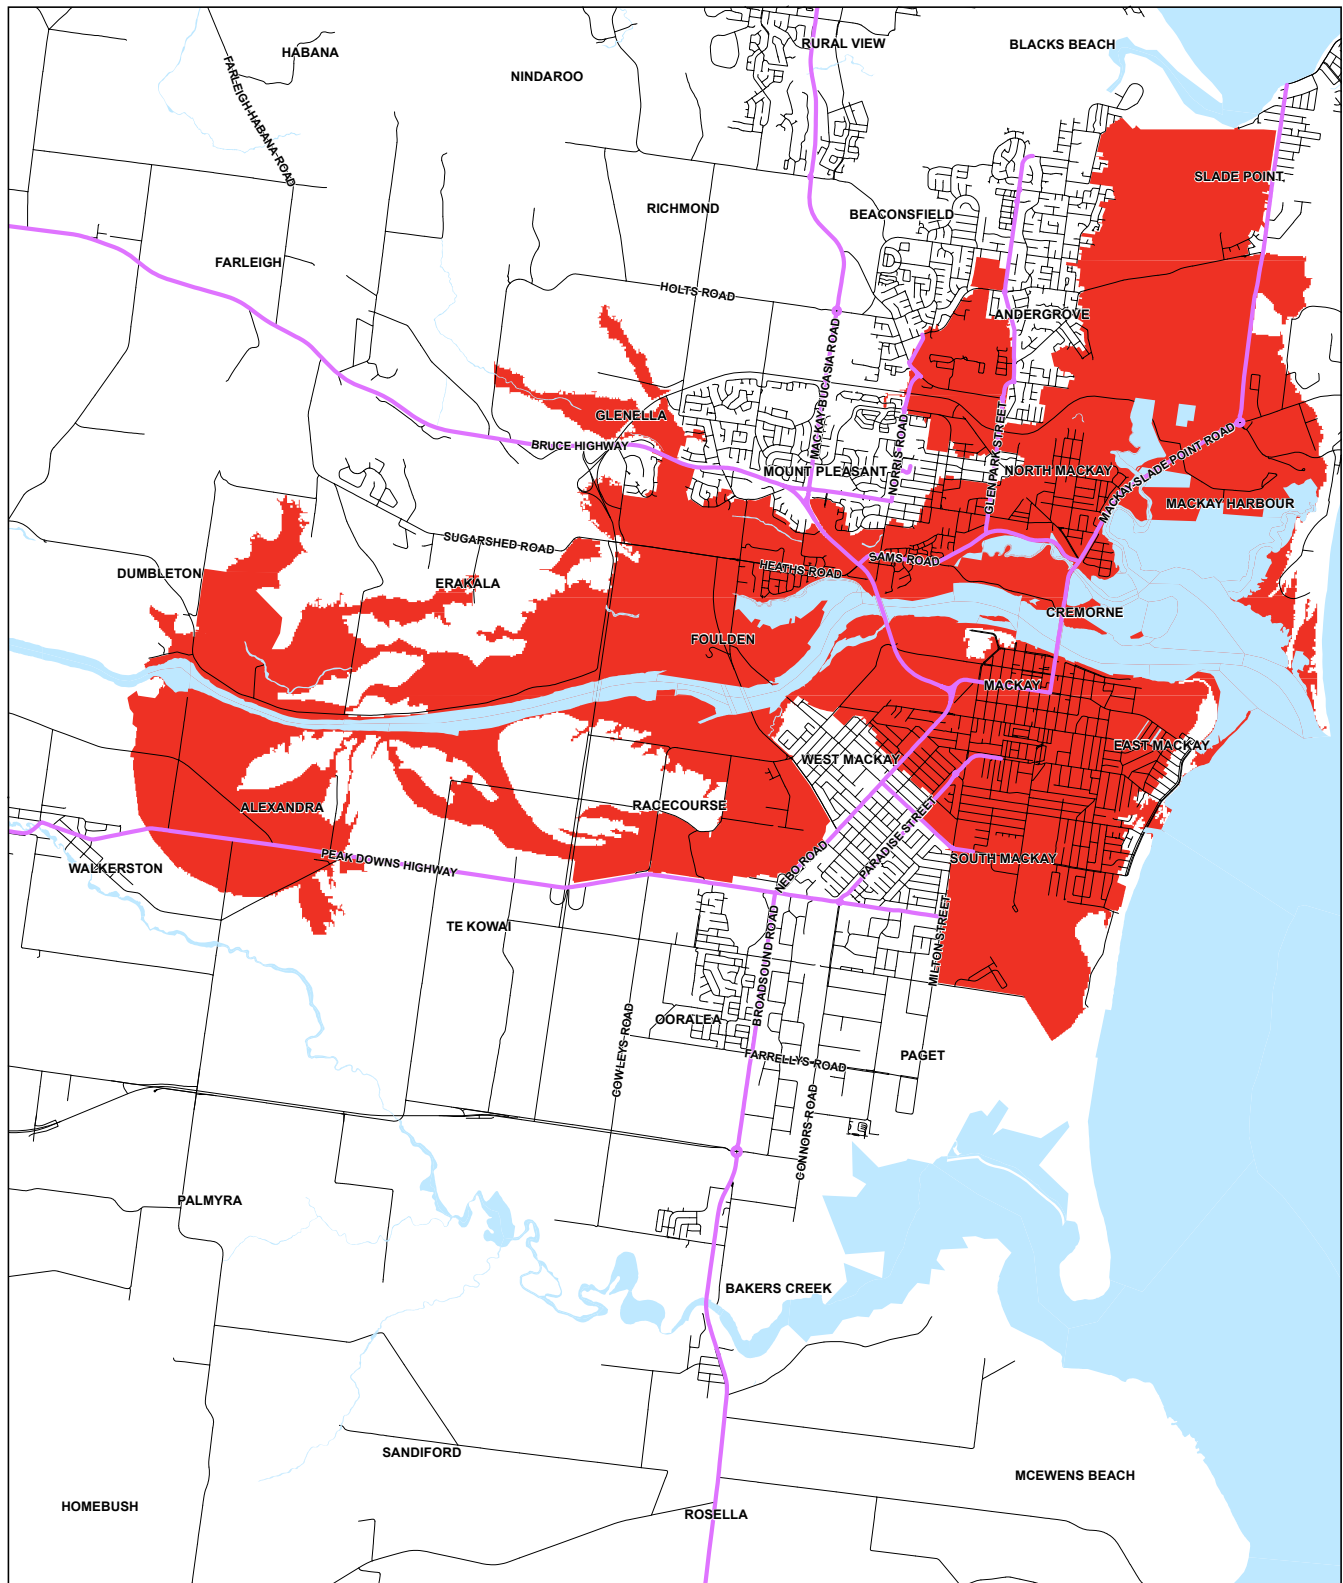 RURAL VIEW
BLACKS BEACH
HABANA
NINDAROO
FARLEIGH-HABANA ROAD
SLADE POINT
RICHMOND
BEACONSFIELD
FARLEIGH
HOLTS ROAD
ANDERGROVE
MACKAY-BUCASIA ROAD
GLENELLA
BRUCE HIGHWAY
MOUNT PLEASANT
NORRIS ROAD
GLENPARK STREET
NORTH MACKAY
MACKAY-SLADE POINT ROAD
MACKAY HARBOUR
SUGARSHED ROAD
DUMBLETON
ERAKALA
HEATHS ROAD
SAMS ROAD
CREMORNE
FOULDEN
MACKAY
EAST MACKAY
WEST MACKAY
ALEXANDRA
RACECOURSE
PARADISE STREET
PEAK DOWNS HIGHWAY
WALKERSTON
NEBO ROAD
SOUTH MACKAY
TE KOWAI
BROADSOUND ROAD
MILTON STREET
OORALEA
COWLEYS ROAD
FARRELLYS ROAD
PAGET
CONNORS ROAD
PALMYRA
BAKERS CREEK
SANDIFORD
MCEWENS BEACH
HOMEBUSH
ROSELLA